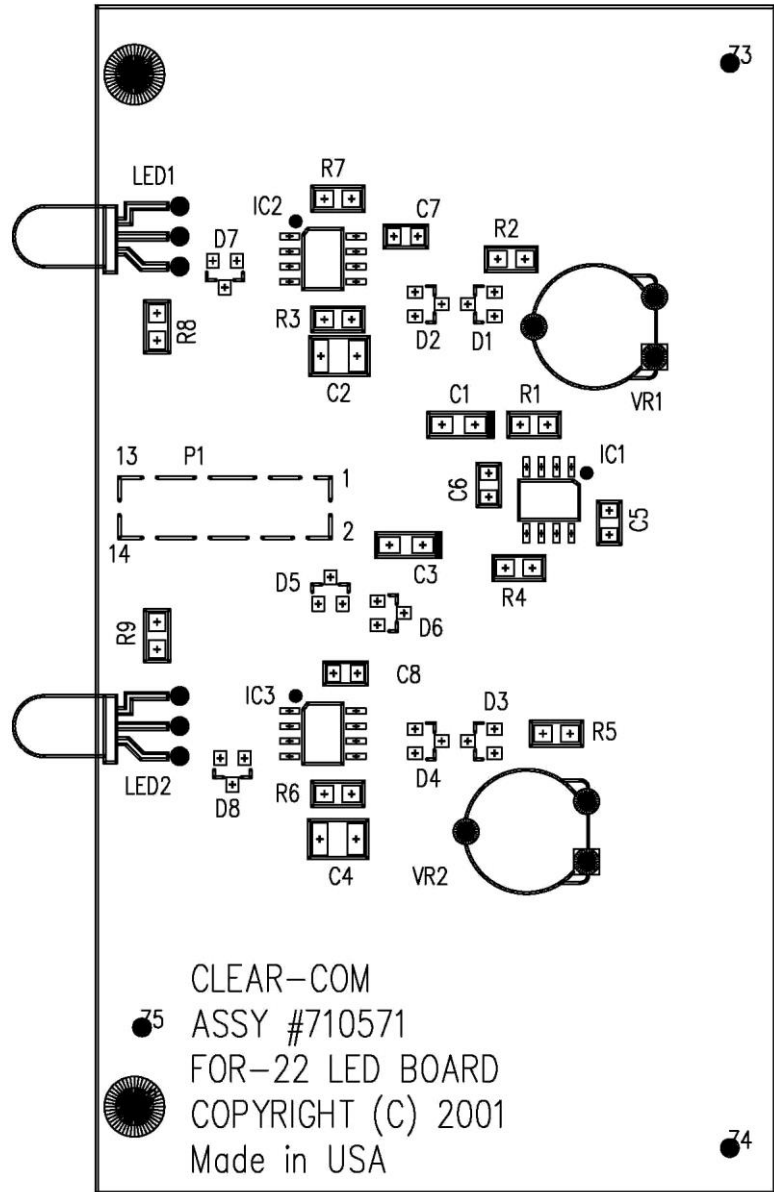 73
LED1
R7
IC2
C7
D7
R2
R8
R3
D2
D1
C2
VR1
C1
R1
13
P1
1
IC1
C6
C5
14
2
C3
R4
D5
D6
R9
C8
IC3
D3
R5
D4
LED2
D8
R6
C4
VR2
CLEAR-COM
75
ASSY #710571
FOR-22 LED BOARD
COPYRIGHT (C) 2001
Made in USA
74